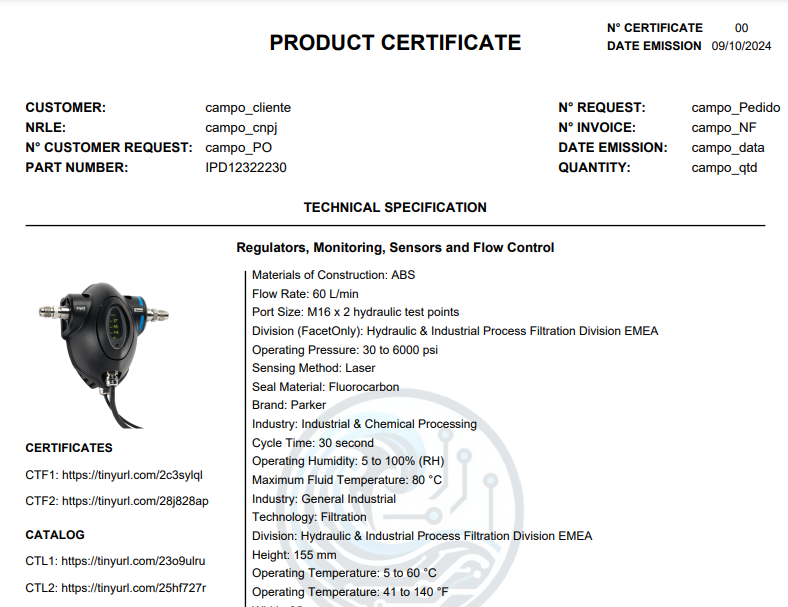 PRODUCT CERTIFICATE
N° CERTIFICATE 00
DATE EMISSION 09/10/2024
CUSTOMER: campo_cliente
NRLE: campo_cnpj
N° CUSTOMER REQUEST: campo_PO
PART NUMBER: IPD12322230
N° REQUEST: campo_Pedido
N° INVOICE: campo_NF
DATE EMISSION: campo_data
QUANTITY: campo_qtd
TECHNICAL SPECIFICATION
Regulators, Monitoring, Sensors and Flow Control
Materials of Construction: ABS
Flow Rate: 60 L/min
Port Size: M16 x 2 hydraulic test points
Division (FacetOnly): Hydraulic & Industrial Process Filtration Division EMEA
Operating Pressure: 30 to 6000 psi
Sensing Method: Laser
Seal Material: Fluorocarbon
Brand: Parker
Industry: Industrial & Chemical Processing
Cycle Time: 30 second
Operating Humidity: 5 to 100% (RH)
Maximum Fluid Temperature: 80 °C
Industry: General Industrial
Technology: Filtration
Division: Hydraulic & Industrial Process Filtration Division EMEA
Height: 155 mm
Operating Temperature: 5 to 60 °C
Operating Temperature: 41 to 140 °F
CERTIFICATES
CTF1: https://tinyurl.com/2c3sylql
CTF2: https://tinyurl.com/28j828ap
CATALOG
CTL1: https://tinyurl.com/23o9ulru
CTL2: https://tinyurl.com/25hf727r